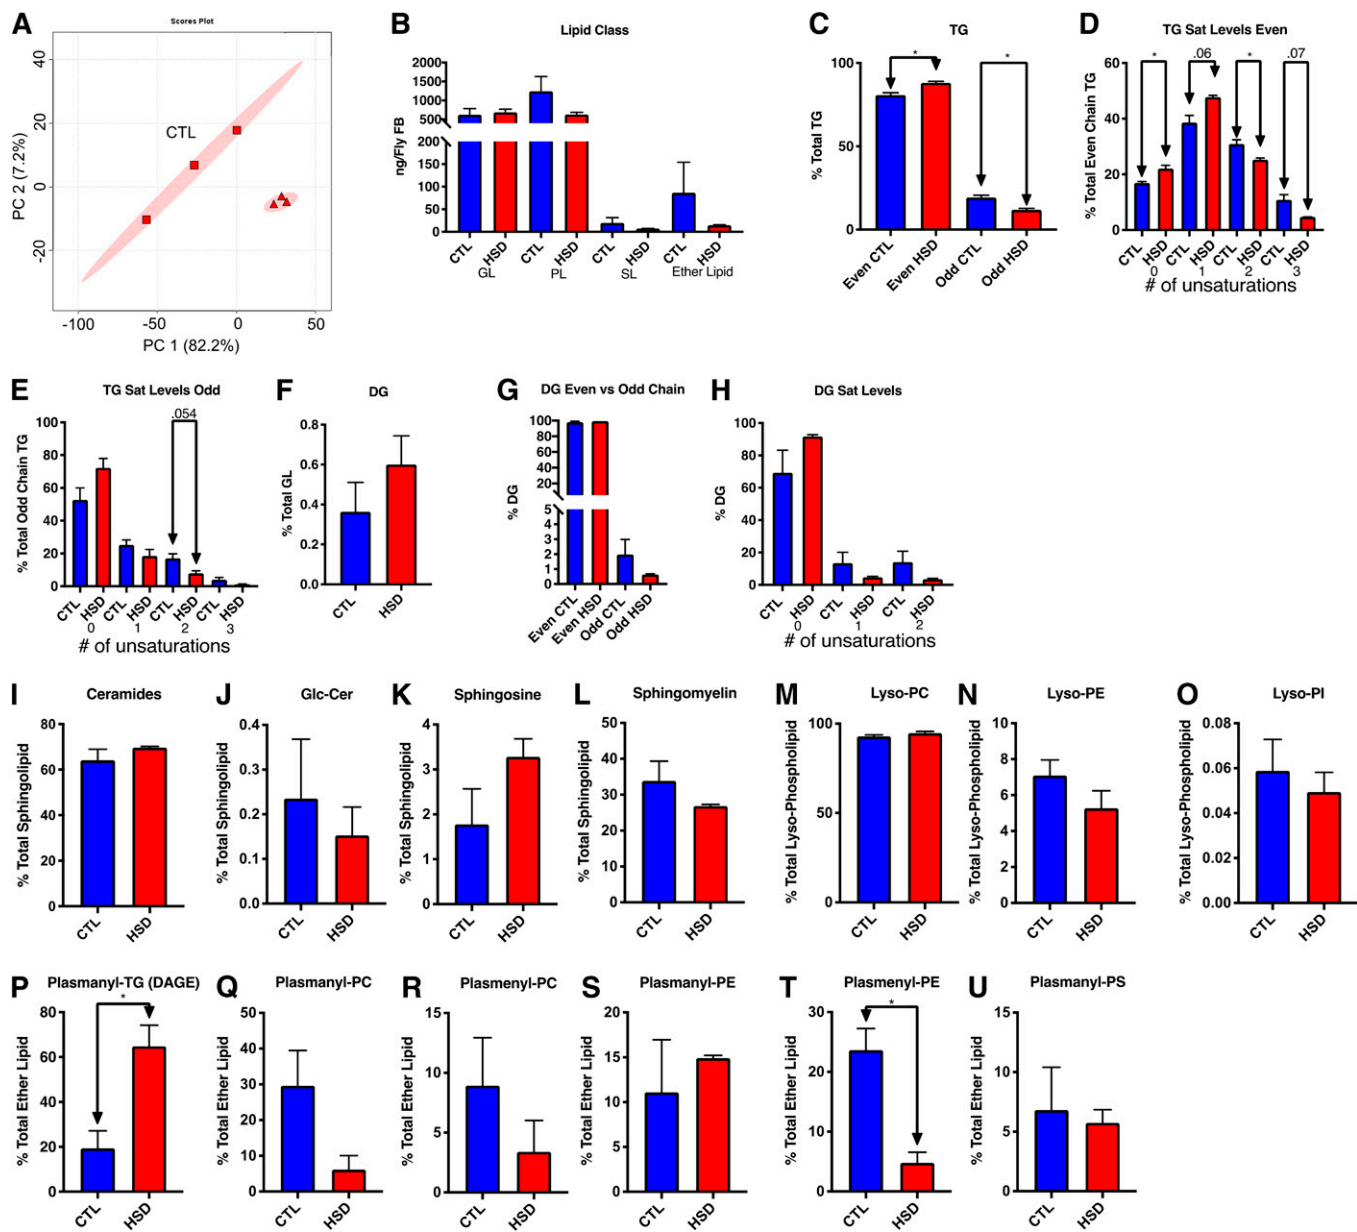 A
Scores Plot
PC 2 (7.2%)
40
20
0
-20
CTL
-100
-50
0
50
PC 1 (82.2%)
B
Lipid Class
ng/Fly FB
2000
1500
1000
500
200
150
100
50
0
CTL HSD CTL HSD CTL HSD CTL HSD
GL PL SL Ether Lipid
C
TG
% Total TG
100
50
0
* *
Even CTL Even HSD Odd CTL Odd HSD
D
TG Sat Levels Even
% Total Even Chain TG
60
40
20
0
* .06 * .07
CTL HSD CTL HSD CTL HSD CTL HSD
0 1 2 3
# of unsaturations
E
TG Sat Levels Odd
% Total Odd Chain TG
100
80
60
40
20
0
.054
CTL HSD CTL HSD CTL HSD CTL HSD
0 1 2 3
# of unsaturations
F
DG
% Total GL
0.8
0.6
0.4
0.2
0.0
CTL HSD
G
DG Even vs Odd Chain
% DG
100
80
60
40
20
5
4
3
2
1
0
Even CTL Even HSD Odd CTL Odd HSD
H
DG Sat Levels
% DG
100
80
60
40
20
0
CTL HSD CTL HSD CTL HSD
0 1 2
# of unsaturations
I
Ceramides
% Total Sphingolipid
80
60
40
20
0
CTL HSD
J
Glc-Cer
% Total Sphingolipid
0.4
0.3
0.2
0.1
0.0
CTL HSD
K
Sphingosine
% Total Sphingolipid
4
3
2
1
0
CTL HSD
L
Sphingomyelin
% Total Sphingolipid
50
40
30
20
10
0
CTL HSD
M
Lyso-PC
% Total Lyso-Phospholipid
100
50
0
CTL HSD
N
Lyso-PE
% Total Lyso-Phospholipid
10
8
6
4
2
0
CTL HSD
O
Lyso-PI
% Total Lyso-Phospholipid
0.08
0.06
0.04
0.02
0.00
CTL HSD
P
Plasmanyl-TG (DAGE)
% Total Ether Lipid
80
60
40
20
0
*
CTL HSD
Q
Plasmanyl-PC
% Total Ether Lipid
50
40
30
20
10
0
CTL HSD
R
Plasmenyl-PC
% Total Ether Lipid
15
10
5
0
CTL HSD
S
Plasmanyl-PE
% Total Ether Lipid
20
15
10
5
0
CTL HSD
T
Plasmenyl-PE
% Total Ether Lipid
30
20
10
0
*
CTL HSD
U
Plasmanyl-PS
% Total Ether Lipid
15
10
5
0
CTL HSD